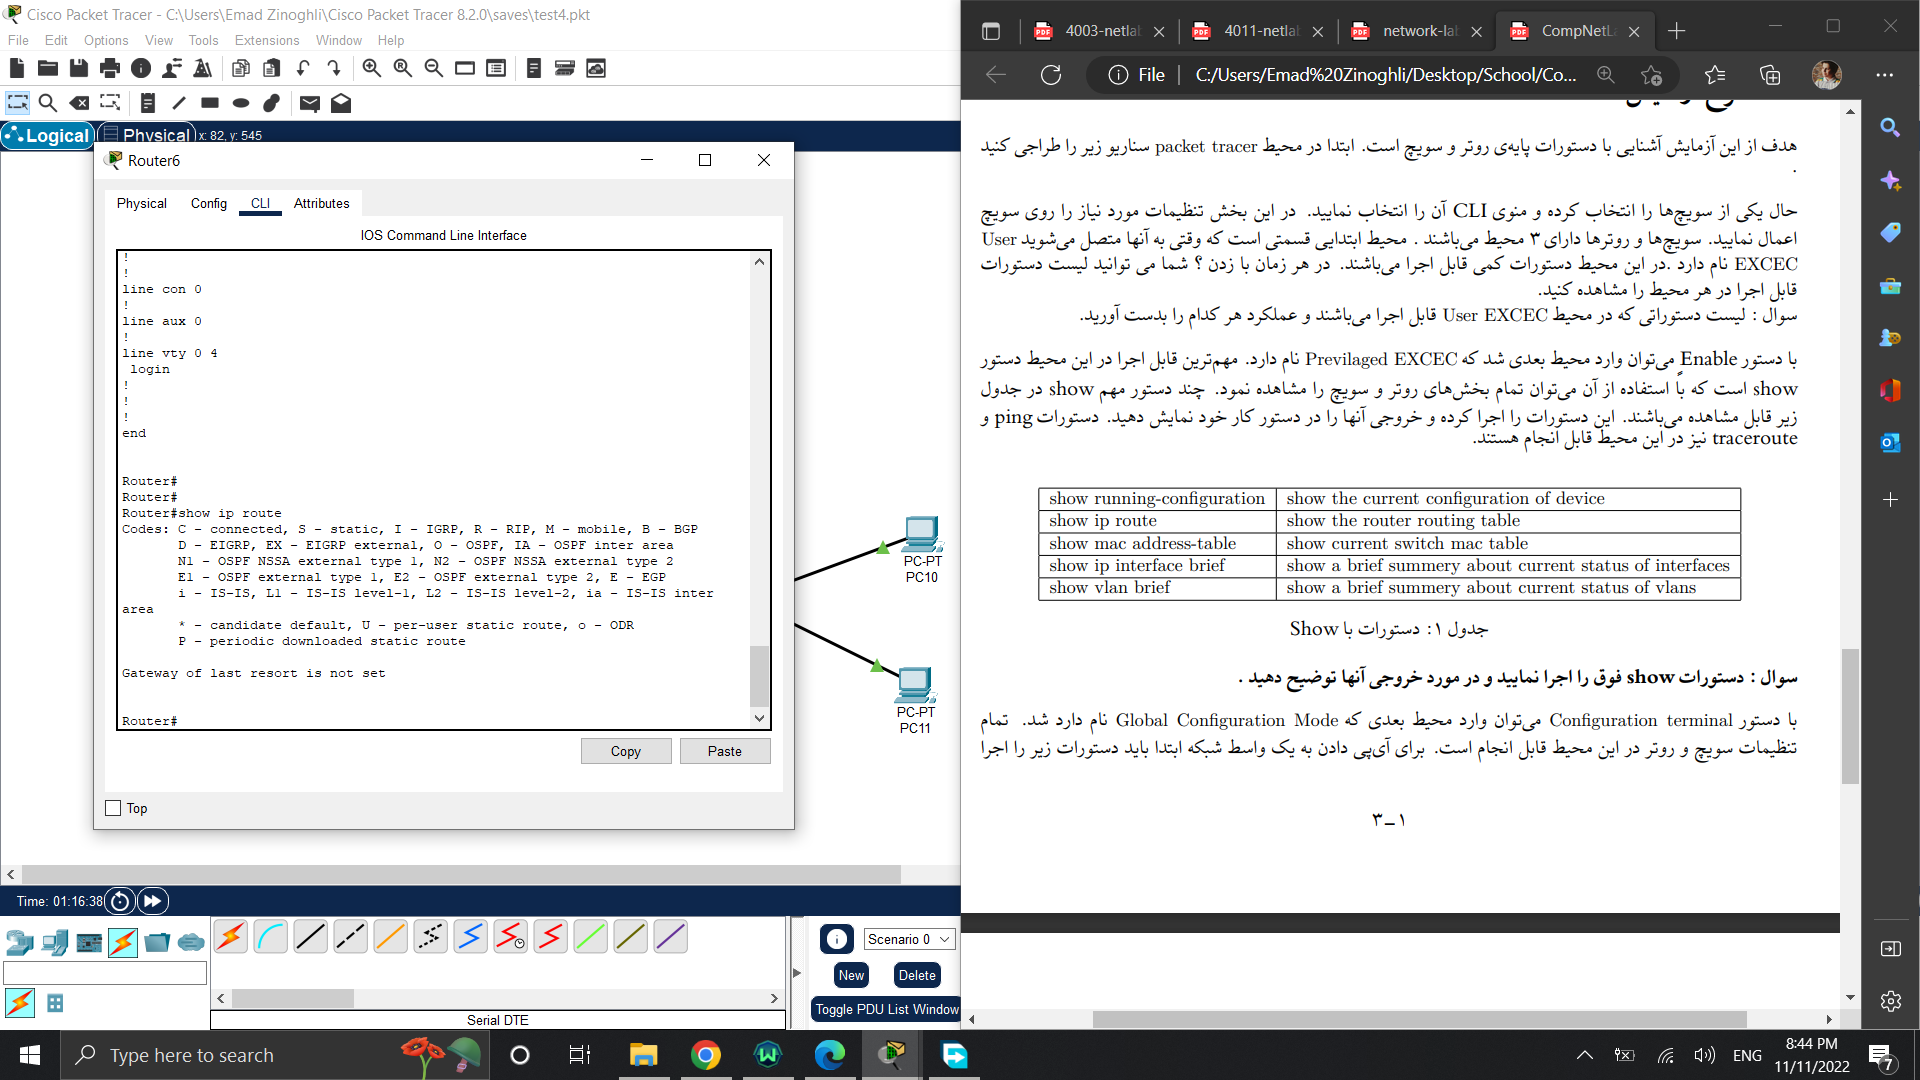 Cisco Packet Tracer - C:\Users\Emad Zinoghli\Cisco Packet Tracer 8.2.0\saves\test4.pkt
File Edit Options View Tools Extensions Window Help
Logical Physical x: 82, y: 545
Router6
Physical Config CLI Attributes
IOS Command Line Interface
!
!
line con 0
!
line aux 0
!
line vty 0 4
login
!
!
!
end
Router#
Router#
Router#show ip route
Codes: C - connected, S - static, I - IGRP, R - RIP, M - mobile, B - BGP
D - EIGRP, EX - EIGRP external, O - OSPF, IA - OSPF inter area
N1 - OSPF NSSA external type 1, N2 - OSPF NSSA external type 2
E1 - OSPF external type 1, E2 - OSPF external type 2, E - EGP
i - IS-IS, L1 - IS-IS level-1, L2 - IS-IS level-2, ia - IS-IS inter
area
* - candidate default, U - per-user static route, o - ODR
P - periodic downloaded static route
Gateway of last resort is not set
Router#
Copy Paste
Top
PC-PT
PC10
PC-PT
PC11
Time: 01:16:38
Scenario 0
New Delete
Toggle PDU List Window
Serial DTE
4003-netlab
4011-netlab
network-lab
CompNetL
File C:/Users/Emad%20Zinoghli/Desktop/School/Co...
هدف از این آزمایش آشنایی با دستورات پایه‌ی روتر و سویچ است. ابتدا در محیط packet tracer سناریو زیر را طراحی کنید
.
حال یکی از سویچ‌ها را انتخاب کرده و منوی CLI آن را انتخاب نمایید. در این بخش تنظیمات مورد نیاز را روی سویچ
اعمال نمایید. سویچ‌ها و روترها دارای ۳ محیط می‌باشند . محیط ابتدایی قسمتی است که وقتی به آنها متصل می‌شوید User
EXCEC نام دارد .در این محیط دستورات کمی قابل اجرا می‌باشند. در هر زمان با زدن ؟ شما می توانید لیست دستورات
قابل اجرا در هر محیط را مشاهده کنید.
سوال : لیست دستوراتی که در محیط User EXCEC قابل اجرا می‌باشند و عملکرد هر کدام را بدست آورید.
با دستور Enable می‌توان وارد محیط بعدی شد که Previlaged EXCEC نام دارد. مهم‌ترین قابل اجرا در این محیط دستور
show است که با استفاده از آن می‌توان تمام بخش‌های روتر و سویچ را مشاهده نمود. چند دستور مهم show در جدول
زیر قابل مشاهده می‌باشند. این دستورات را اجرا کرده و خروجی آنها را در دستور کار خود نمایش دهید. دستورات ping و
traceroute نیز در این محیط قابل انجام هستند.
show running-configuration show the current configuration of device
show ip route show the router routing table
show mac address-table show current switch mac table
show ip interface brief show a brief summery about current status of interfaces
show vlan brief show a brief summery about current status of vlans
جدول ۱: دستورات با Show
سوال : دستورات show فوق را اجرا نمایید و در مورد خروجی آنها توضیح دهید .
با دستور Configuration terminal می‌توان وارد محیط بعدی که Global Configuration Mode نام دارد شد. تمام
تنظیمات سویچ و روتر در این محیط قابل انجام است. برای آی‌پی دادن به یک واسط شبکه ابتدا باید دستورات زیر را اجرا
۳-۱
Type here to search
ENG
8:44 PM
11/11/2022
7